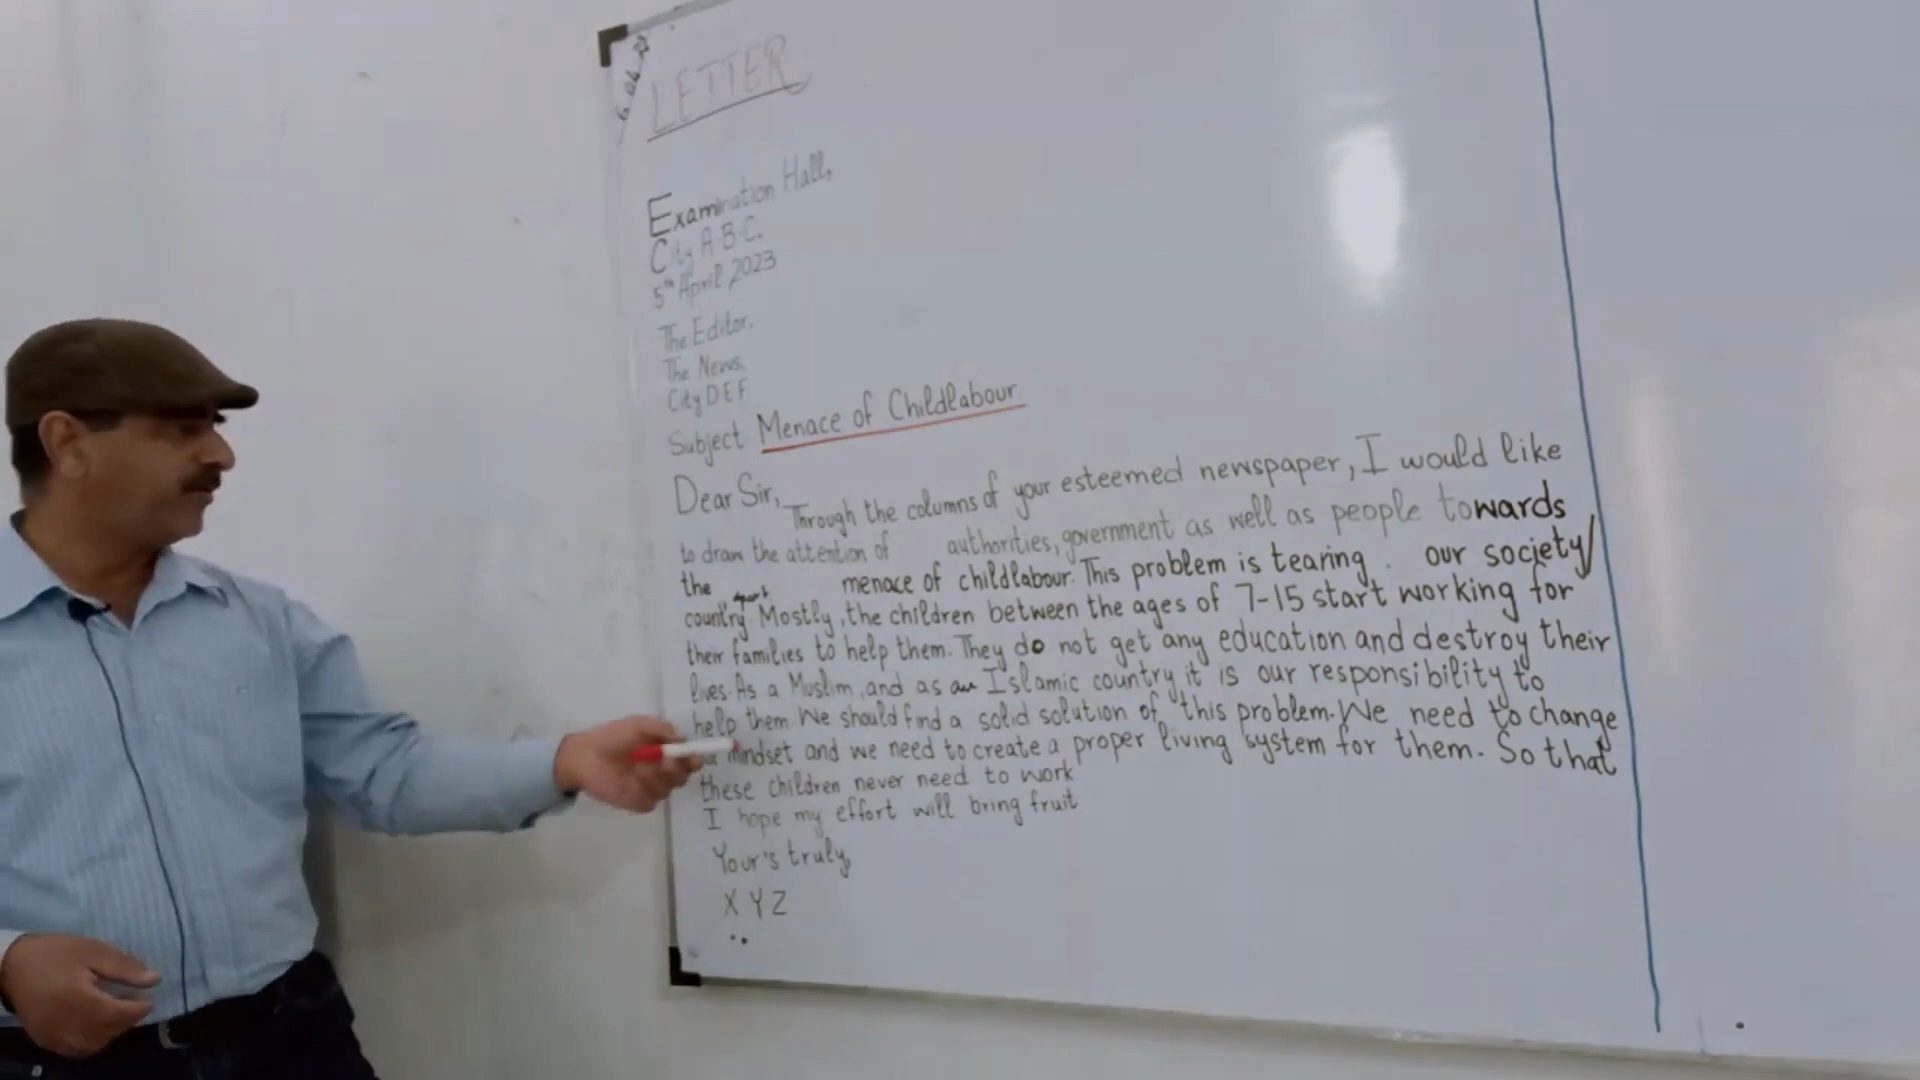 LETTER
Examination Hall,
City A.B.C.
5th April 2023
The Editor.
The News.
City DEF
Subject Menace of Childlabour
Dear Sir,
Through the columns of your esteemed newspaper, I would like
to draw the attention of authorities, government as well as people towards
the menace of childlabour. This problem is tearing . our society/
apart
country. Mostly, the children between the ages of 7-15 start working for
their families to help them. They do not get any education and destroy their
lives. As a Muslim, and as an Islamic country it is our responsibility to
help them. We should find a solid solution of this problem. We need to change
mindset and we need to create a proper living system for them. So that
these children never need to work
I hope my effort will bring fruit
Your's truly,
X Y Z